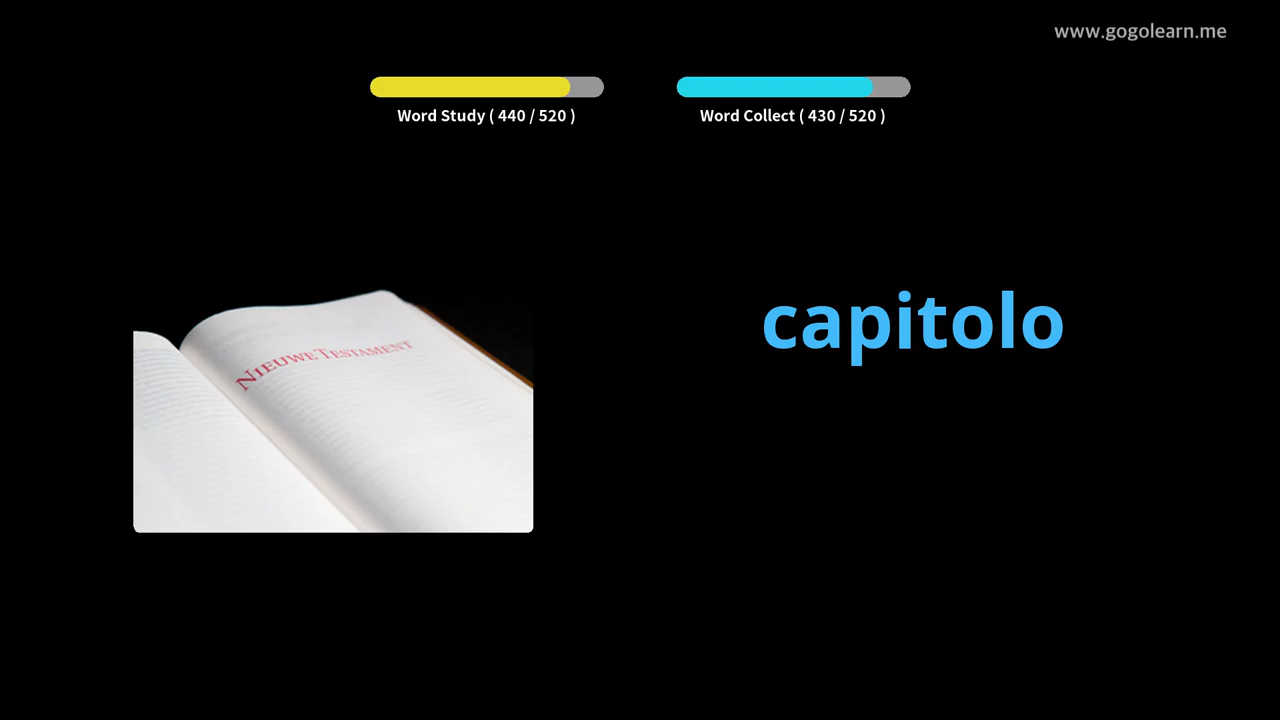 www.gogolearn.me
Word Study ( 440 / 520 )
Word Collect ( 430 / 520 )
capitolo
NIEUWE TESTAMENT